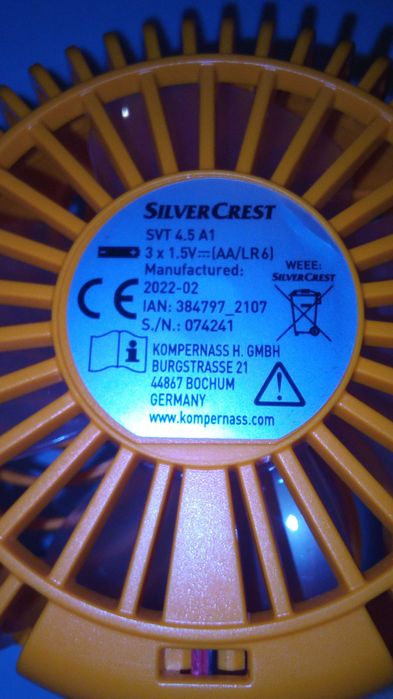 SILVERCREST
SVT 4.5 A1
3 x 1.5V⎓(AA/LR6)
Manufactured:
2022-02
CE
IAN: 384797_2107
S./N.: 074241
WEEE:
SILVERCREST
i
KOMPERNASS H. GMBH
BURGSTRASSE 21
44867 BOCHUM
GERMANY
www.kompernass.com